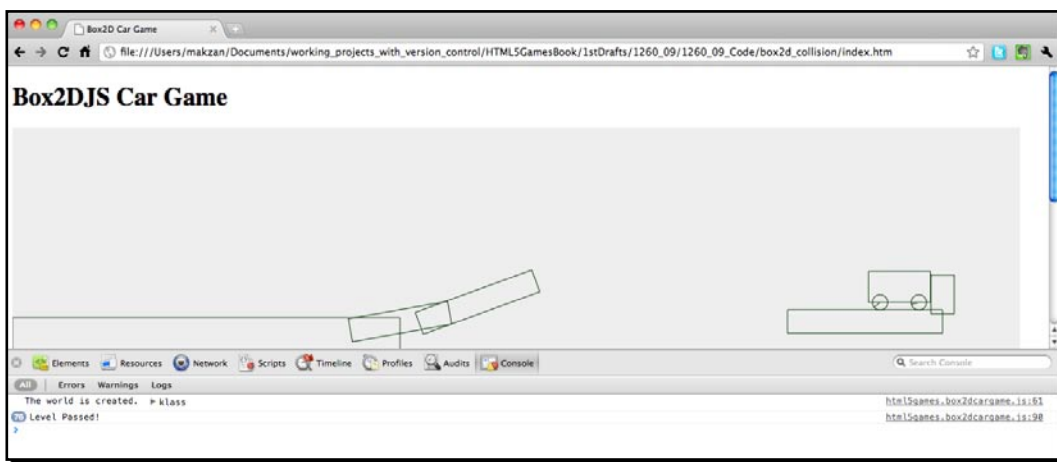 Box2D Car Game
file:///Users/makzan/Documents/working_projects_with_version_control/HTML5GamesBook/1stDrafts/1260_09/1260_09_Code/box2d_collision/index.htm
Box2DJS Car Game
Elements Resources Network Scripts Timeline Profiles Audits Console Search Console
All Errors Warnings Logs
The world is created. klass html5games.box2dcargame.js:61
Level Passed! html5games.box2dcargame.js:90